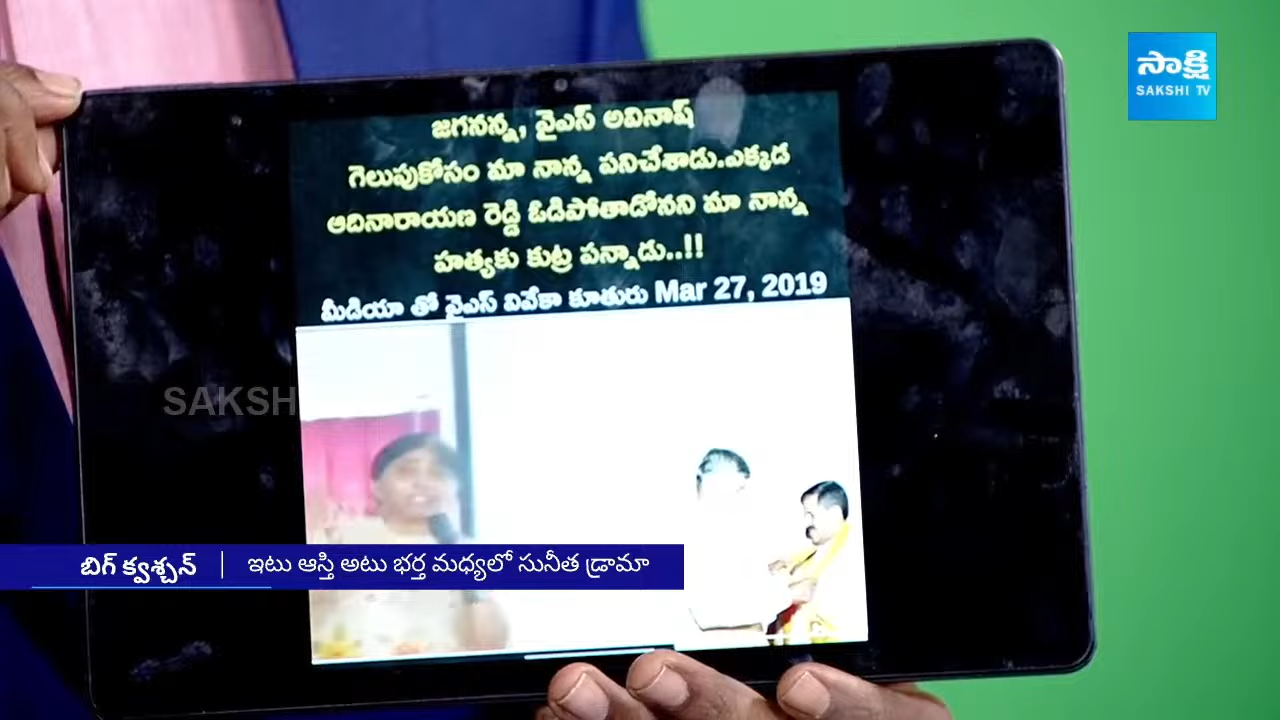 సాక్షి
SAKSHI TV
జగనన్న, వైఎస్ అవినాష్
గెలుపుకోసం మా నాన్న పనిచేశాడు.ఎక్కడ
ఆదినారాయణ రెడ్డి ఓడిపోతాడోనని మా నాన్న
హత్యకు కుట్ర పన్నాడు..!!
మీడియా తో వైఎస్ వివేకా కూతురు Mar 27, 2019
SAKSH
బిగ్ క్వశ్చన్ | ఇటు ఆస్తి అటు భర్త మధ్యలో సునీత డ్రామా